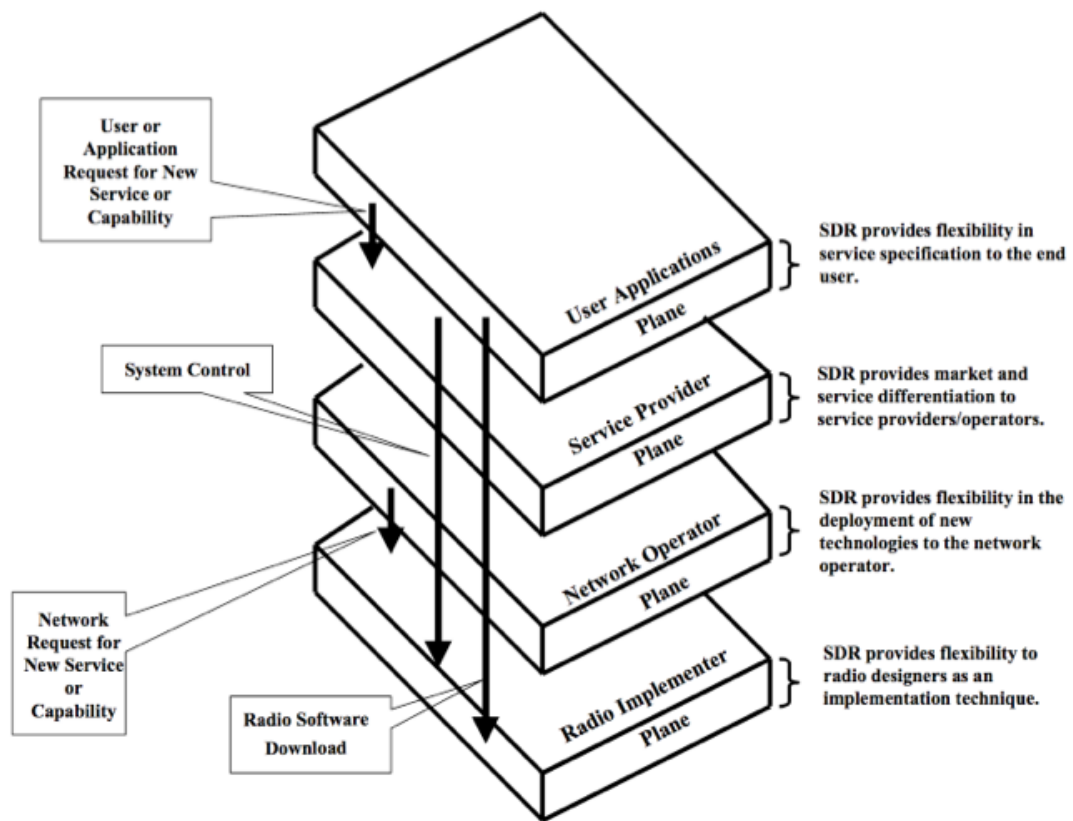 User or
Application
Request for New
Service or
Capability
SDR provides flexibility in
service specification to the end
user.
User Applications
Plane
System Control
SDR provides market and
service differentiation to
service providers/operators.
Service Provider
Plane
SDR provides flexibility in the
deployment of new
technologies to the network
operator.
Network Operator
Plane
Network
Request for
New Service
or
Capability
SDR provides flexibility to
radio designers as an
implementation technique.
Radio Implementer
Plane
Radio Software
Download